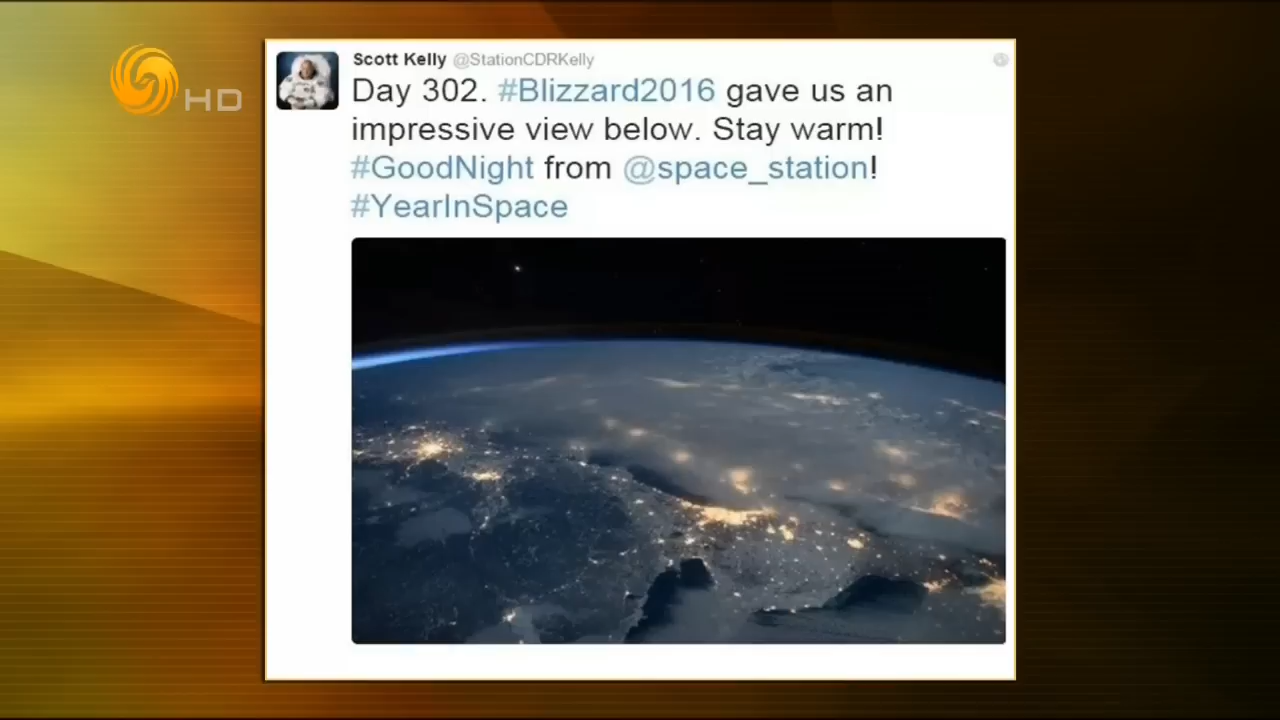 HD
Scott Kelly @StationCDRKelly
Day 302. #Blizzard2016 gave us an
impressive view below. Stay warm!
#GoodNight from @space_station!
#YearInSpace